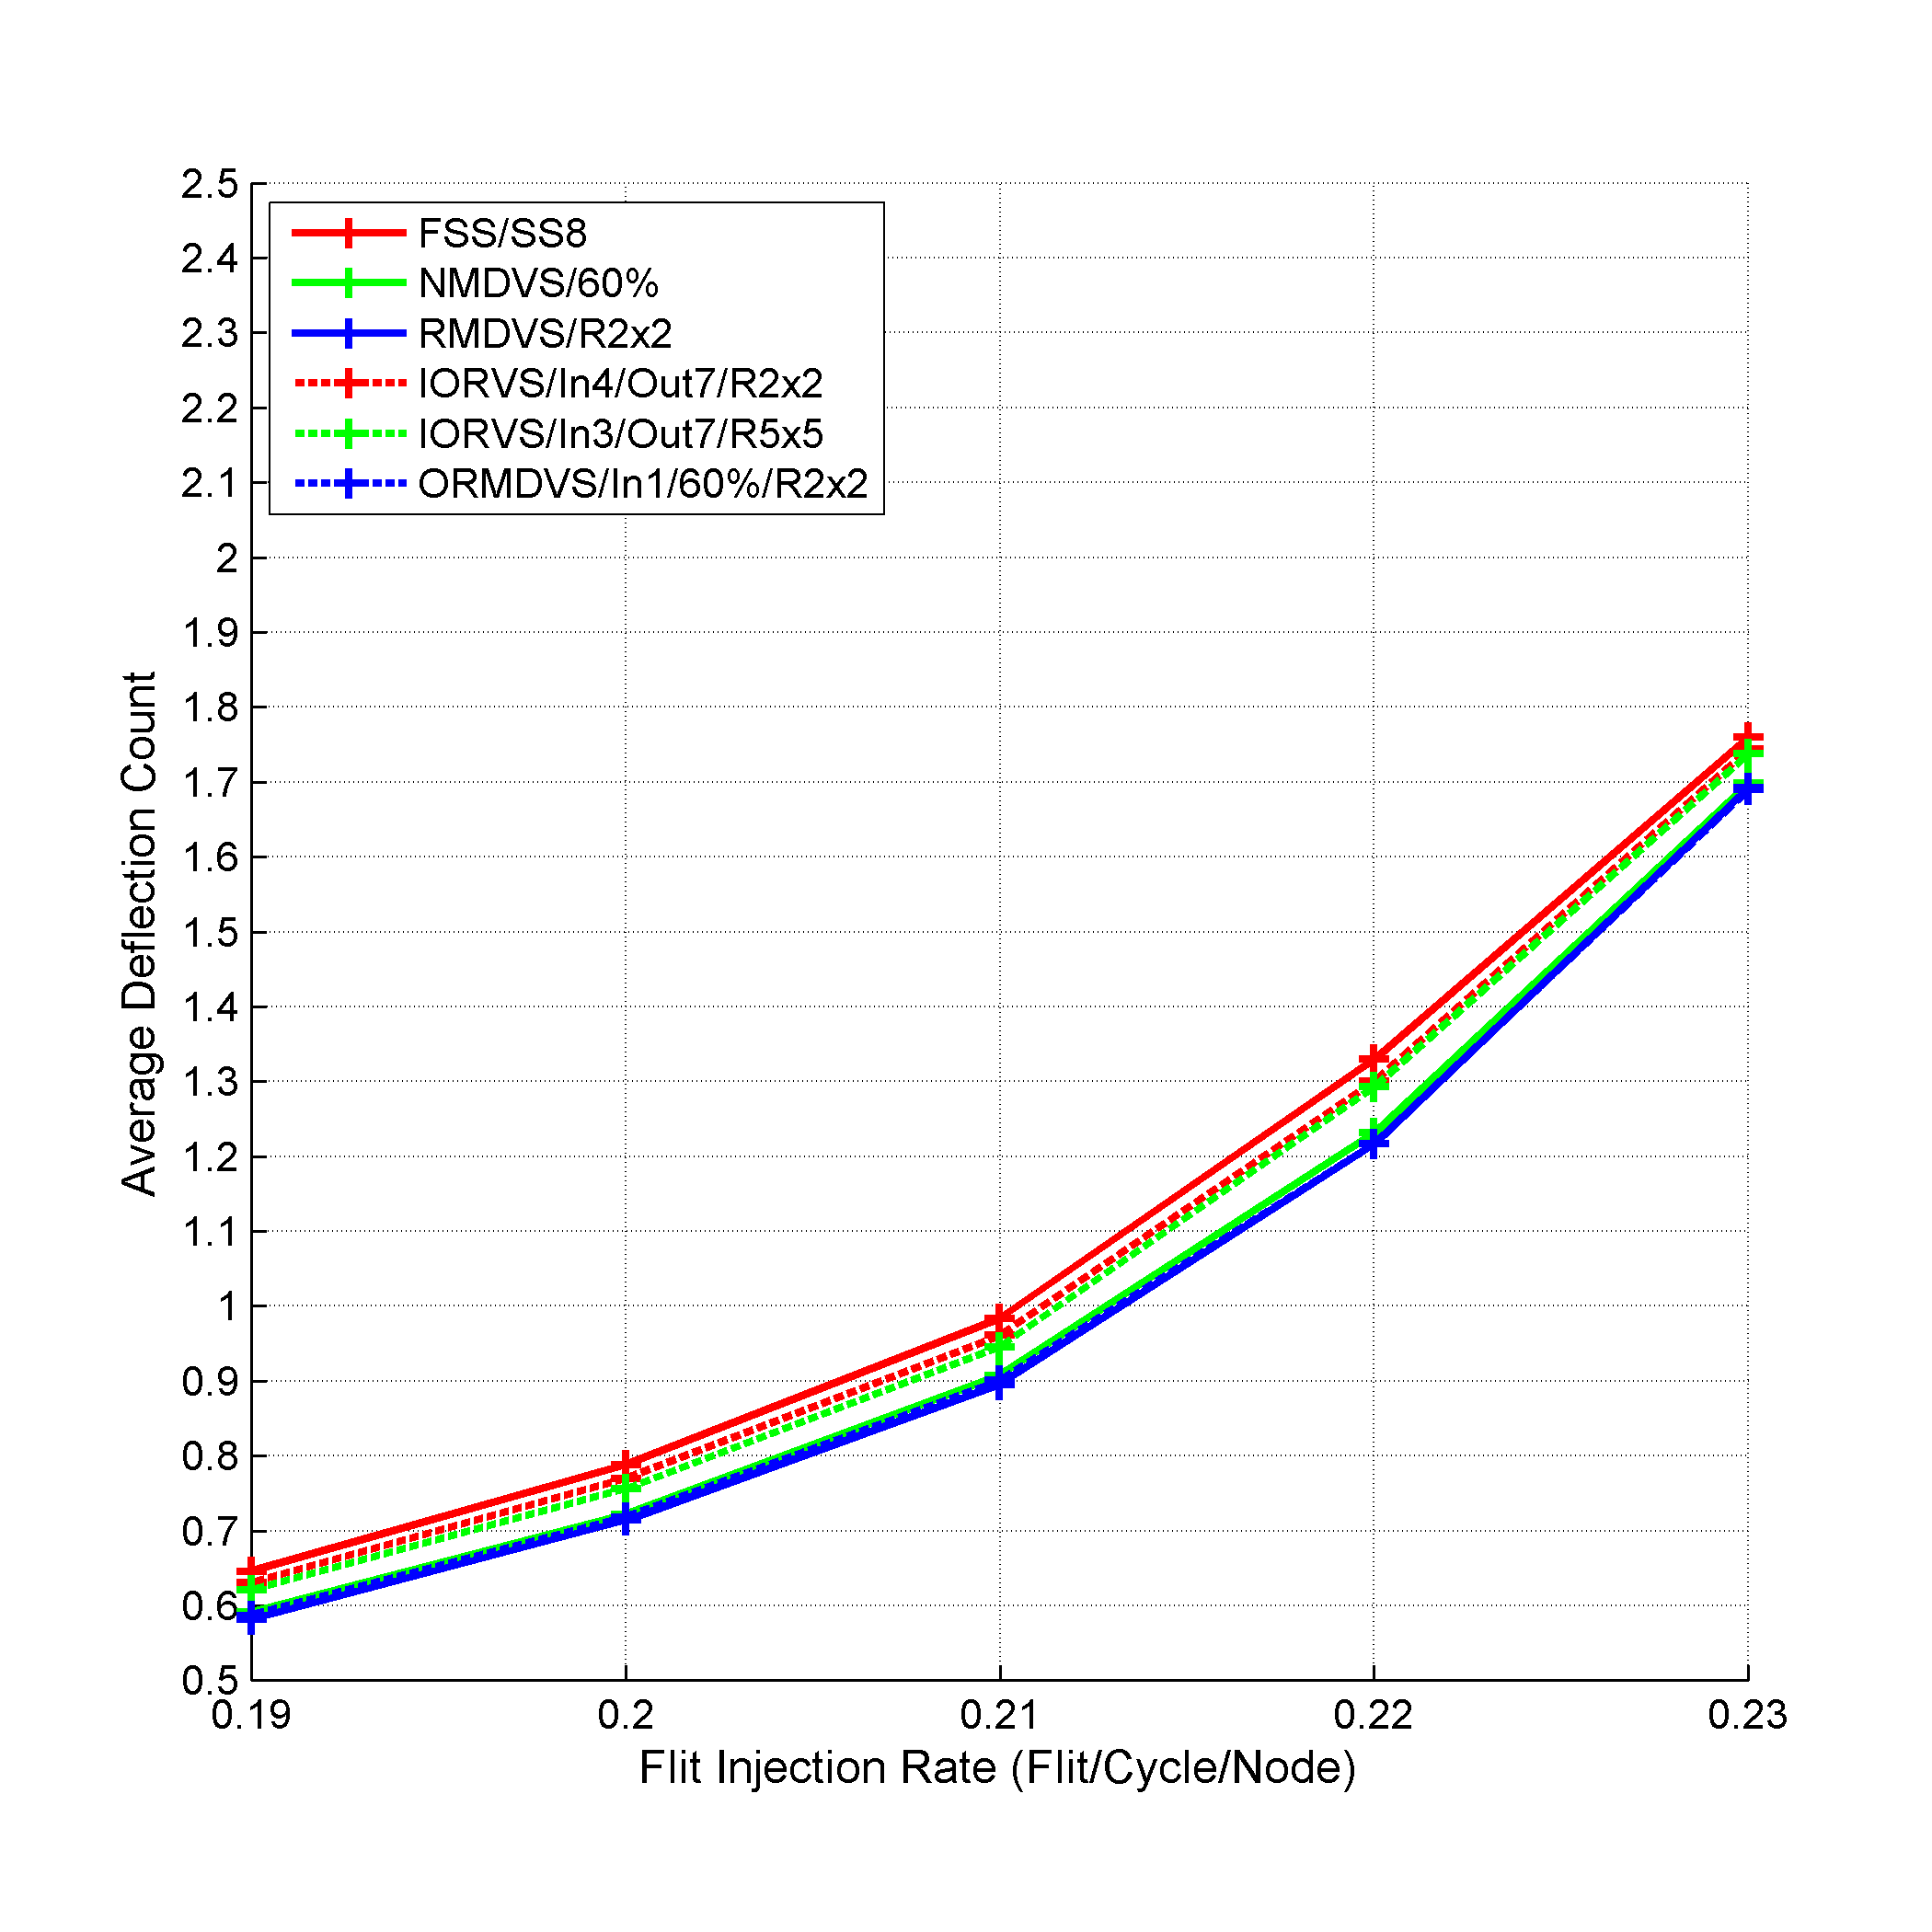 2.5
2.4
2.3
2.2
2.1
2
1.9
1.8
1.7
1.6
1.5
1.4
1.3
1.2
1.1
1
0.9
0.8
0.7
0.6
0.5
Average Deflection Count
FSS/SS8
NMDVS/60%
RMDVS/R2x2
IORVS/In4/Out7/R2x2
IORVS/In3/Out7/R5x5
ORMDVS/In1/60%/R2x2
0.19 0.2 0.21 0.22 0.23
Flit Injection Rate (Flit/Cycle/Node)